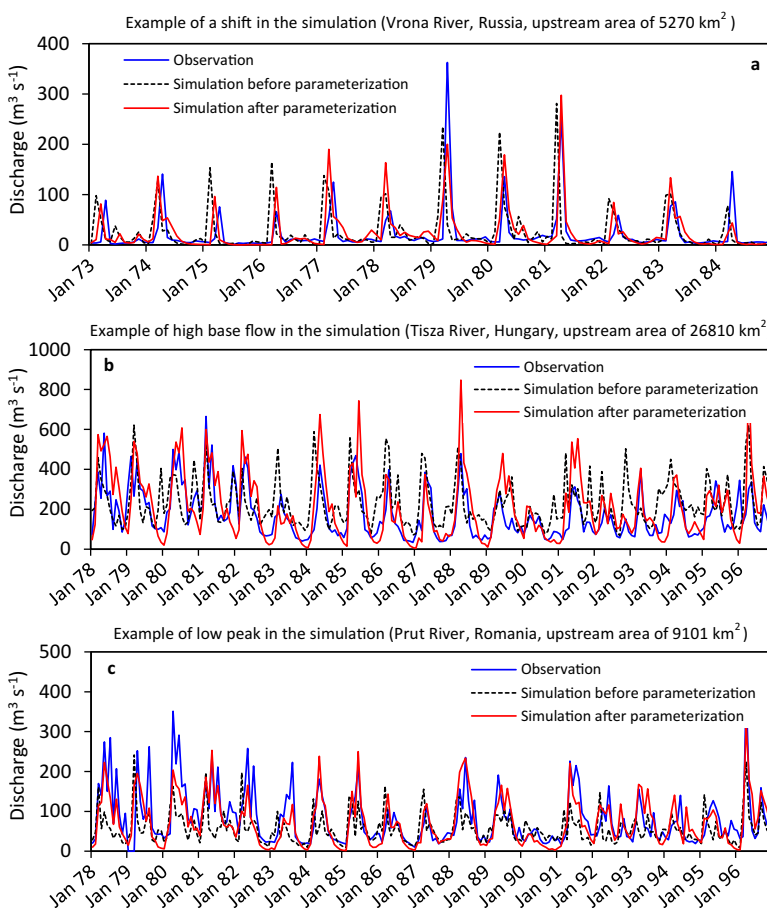 Example of a shift in the simulation (Vrona River, Russia, upstream area of 5270 km²)
a
Observation
Simulation before parameterization
Simulation after parameterization
Discharge (m³ s⁻¹)
400
300
200
100
0
Jan 73 Jan 74 Jan 75 Jan 76 Jan 77 Jan 78 Jan 79 Jan 80 Jan 81 Jan 82 Jan 83 Jan 84
Example of high base flow in the simulation (Tisza River, Hungary, upstream area of 26810 km²
b
Observation
Simulation before parameterization
Simulation after parameterization
Discharge (m³ s⁻¹)
1000
800
600
400
200
0
Jan 78 Jan 79 Jan 80 Jan 81 Jan 82 Jan 83 Jan 84 Jan 85 Jan 86 Jan 87 Jan 88 Jan 89 Jan 90 Jan 91 Jan 92 Jan 93 Jan 94 Jan 95 Jan 96
Example of low peak in the simulation (Prut River, Romania, upstream area of 9101 km²)
c
Observation
Simulation before parameterization
Simulation after parameterization
Discharge (m³ s⁻¹)
500
400
300
200
100
0
Jan 78 Jan 79 Jan 80 Jan 81 Jan 82 Jan 83 Jan 84 Jan 85 Jan 86 Jan 87 Jan 88 Jan 89 Jan 90 Jan 91 Jan 92 Jan 93 Jan 94 Jan 95 Jan 96